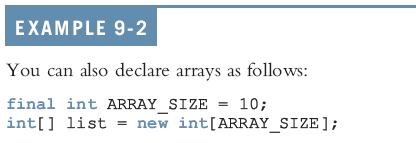 EXAMPLE 9-2
You can also declare arrays as follows:
final int ARRAY_SIZE = 10;
int[] list = new int[ARRAY_SIZE];